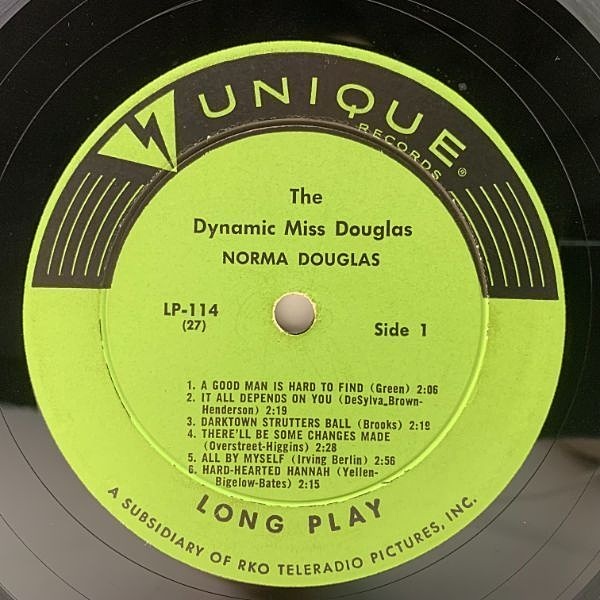 UNIQUE
RECORDS®
The
Dynamic Miss Douglas
NORMA DOUGLAS
LP-114
(27)
Side 1
1. A GOOD MAN IS HARD TO FIND (Green) 2:06
2. IT ALL DEPENDS ON YOU (DeSylva-Brown-
Henderson) 2:19
3. DARKTOWN STRUTTERS BALL (Brooks) 2:19
4. THERE'LL BE SOME CHANGES MADE
(Overstreet-Higgins) 2:28
5. ALL BY MYSELF (Irving Berlin) 2:56
6. HARD-HEARTED HANNAH (Yellen-
Bigelow-Bates) 2:15
LONG PLAY
A SUBSIDIARY OF RKO TELERADIO PICTURES, INC.